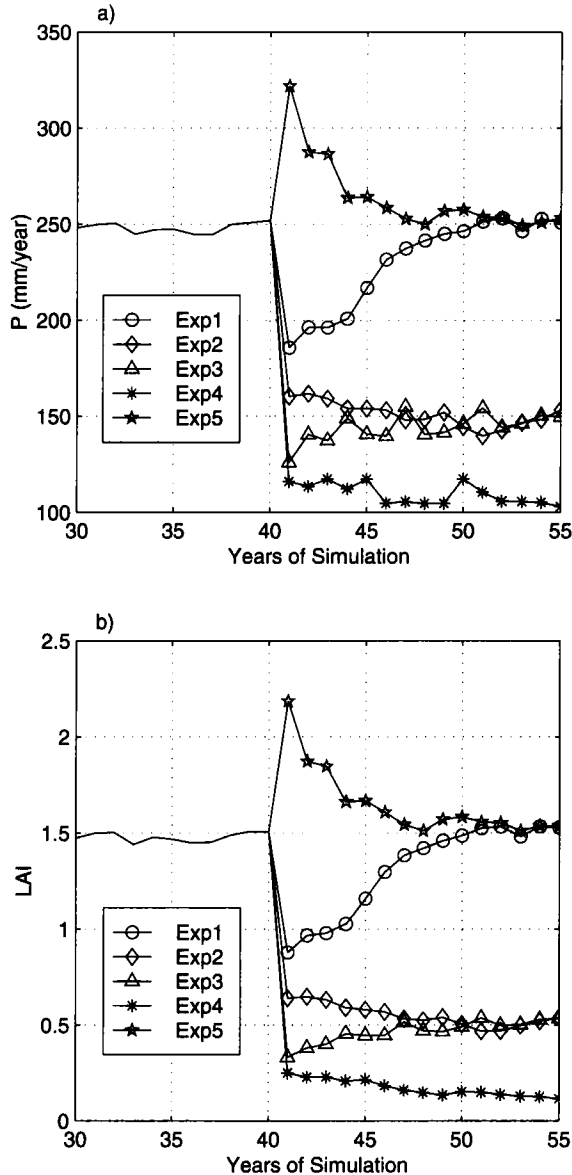 a)
350
300
250
200
150
100
P (mm/year)
Exp1
Exp2
Exp3
Exp4
Exp5
30 35 40 45 50 55
Years of Simulation
b)
2.5
2
1.5
1
0.5
0
LAI
Exp1
Exp2
Exp3
Exp4
Exp5
30 35 40 45 50 55
Years of Simulation